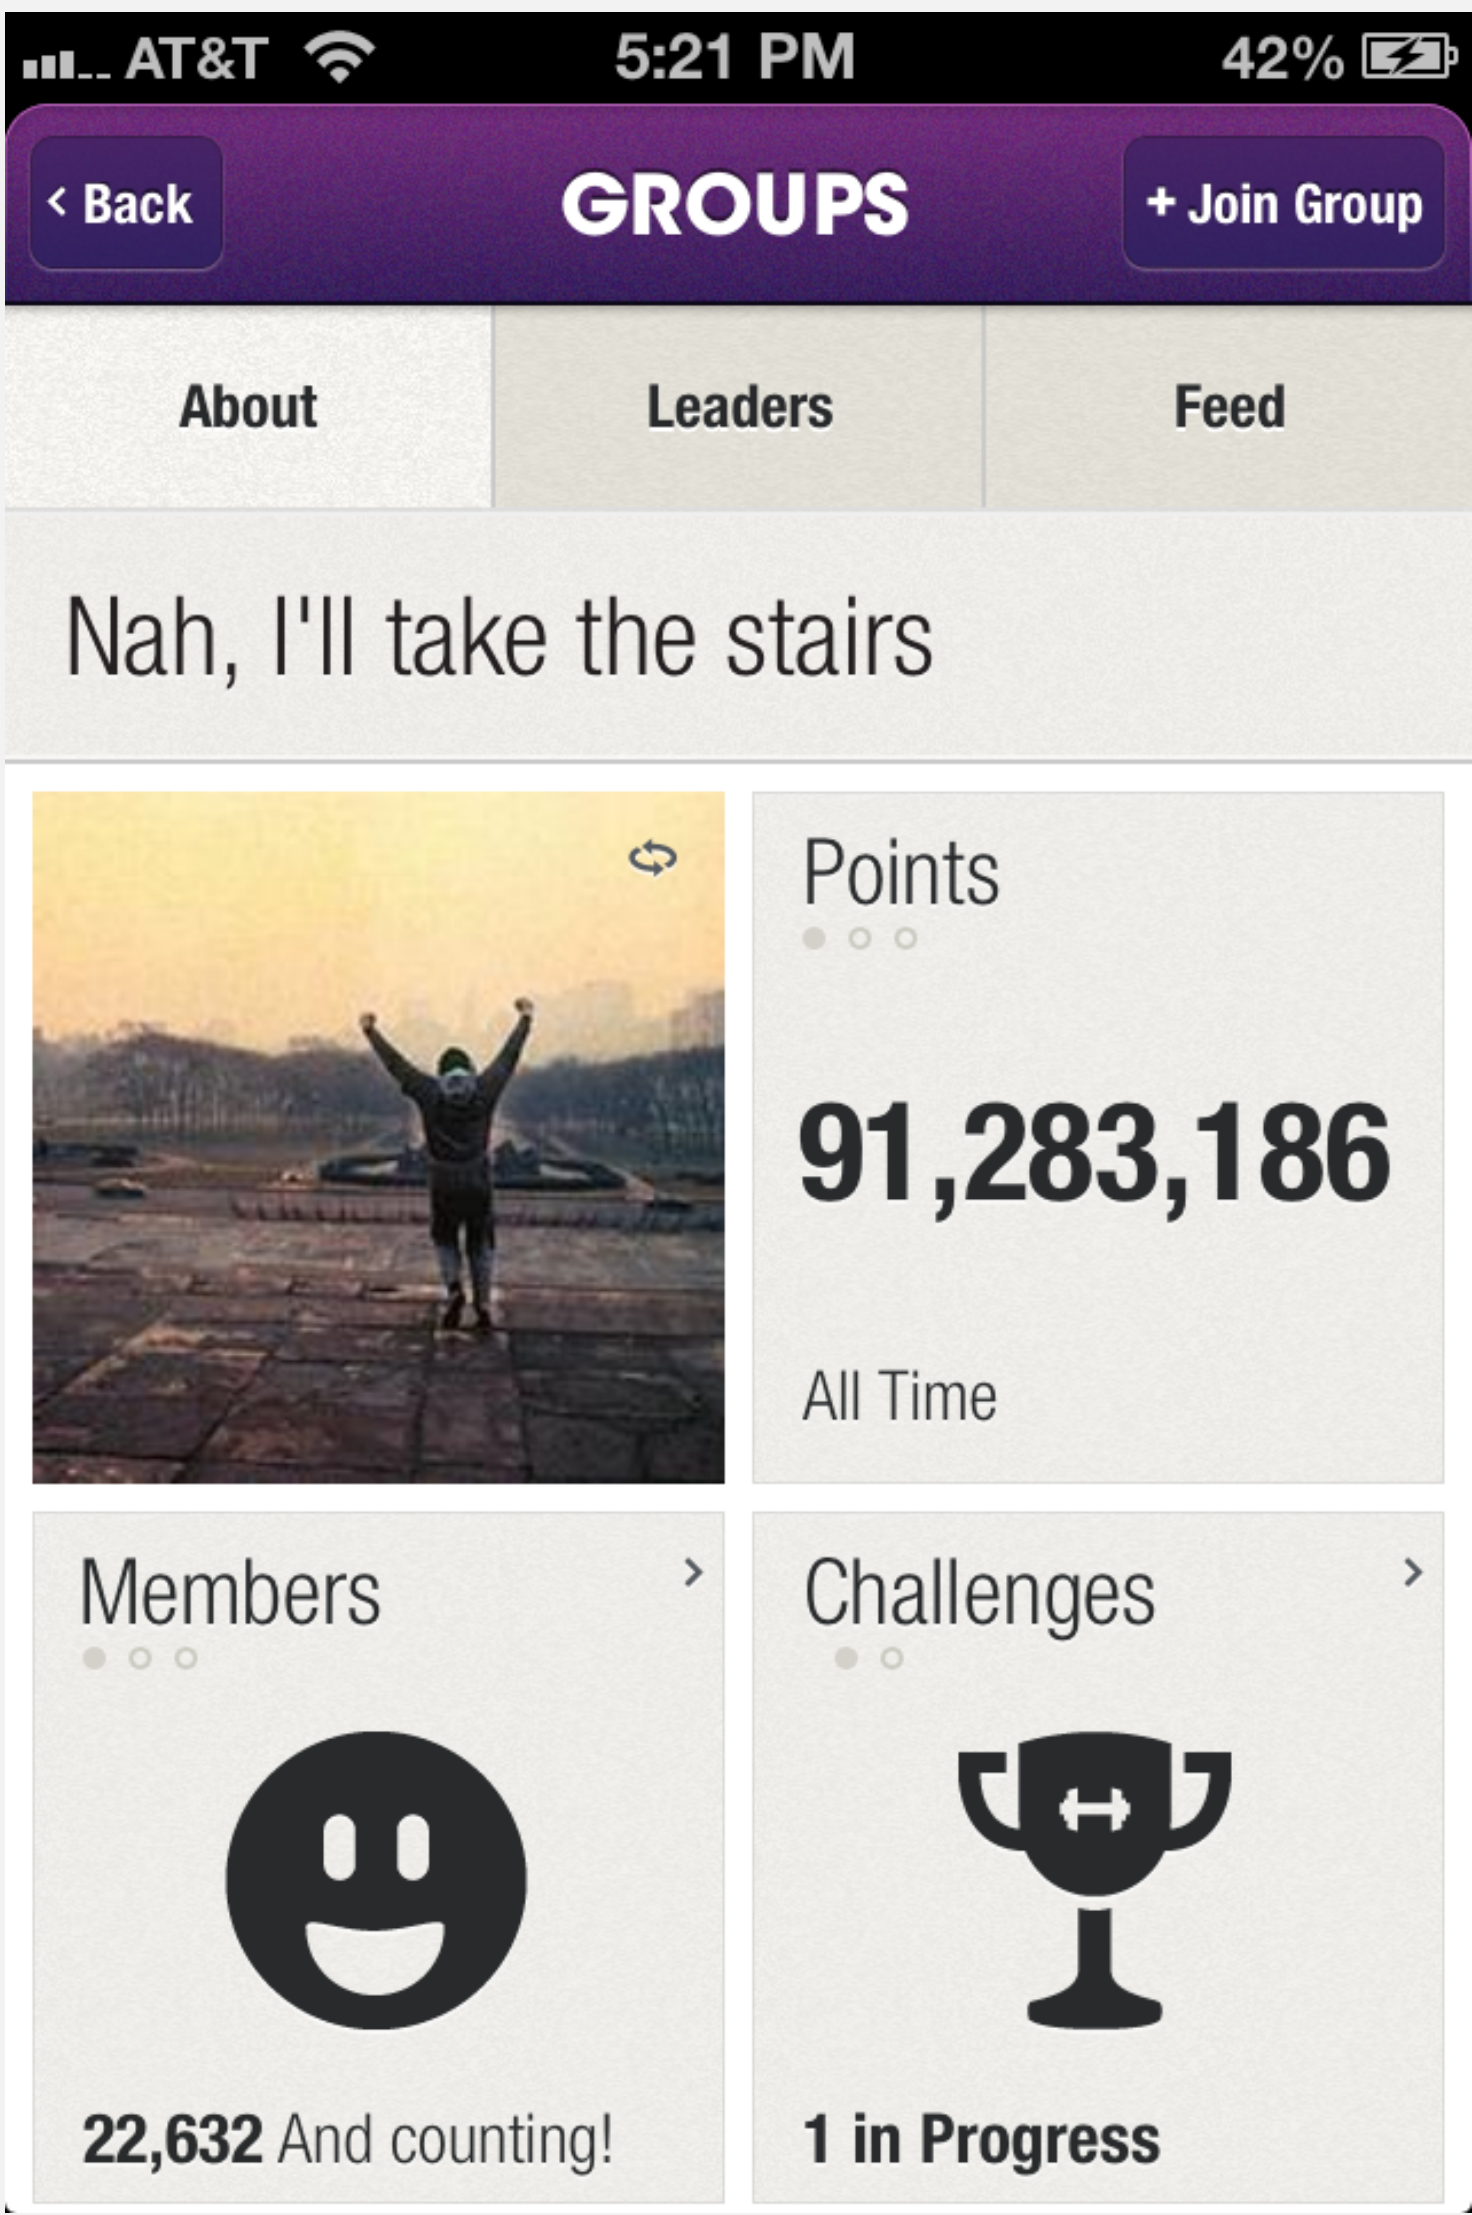 AT&T 5:21 PM 42%
‹ Back GROUPS + Join Group
About Leaders Feed
Nah, I'll take the stairs
Points
91,283,186
All Time
Members
22,632 And counting!
Challenges
1 in Progress